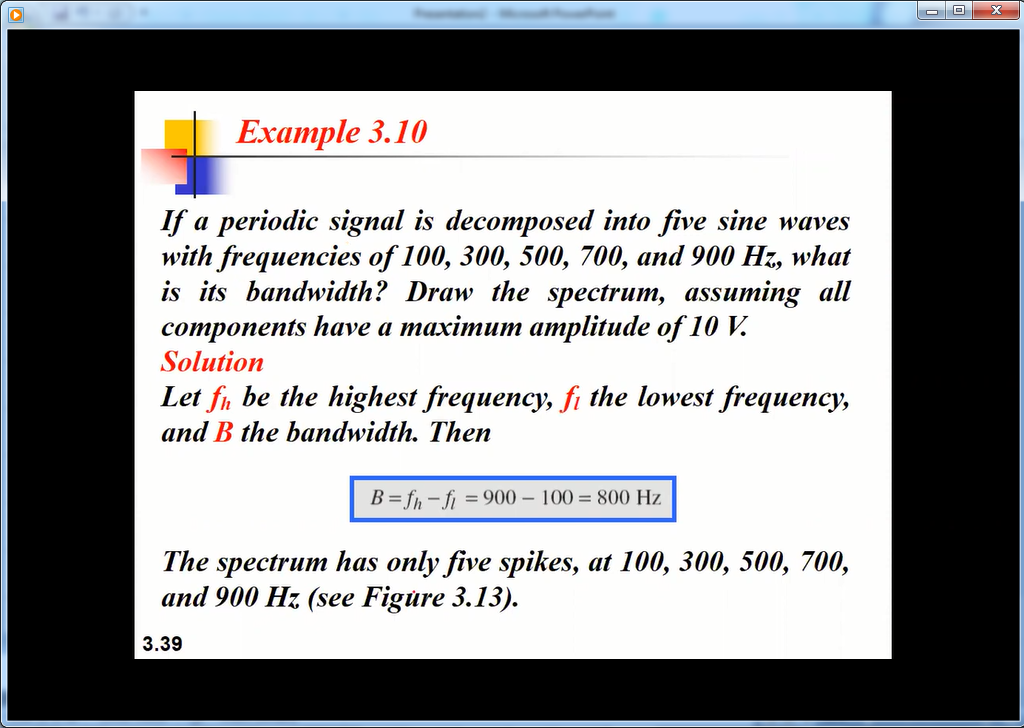 Presentation2 - Microsoft PowerPoint
Example 3.10
If a periodic signal is decomposed into five sine waves
with frequencies of 100, 300, 500, 700, and 900 Hz, what
is its bandwidth? Draw the spectrum, assuming all
components have a maximum amplitude of 10 V.
Solution
Let fh be the highest frequency, fl the lowest frequency,
and B the bandwidth. Then
B = fh − fl = 900 − 100 = 800 Hz
The spectrum has only five spikes, at 100, 300, 500, 700,
and 900 Hz (see Figure 3.13).
3.39